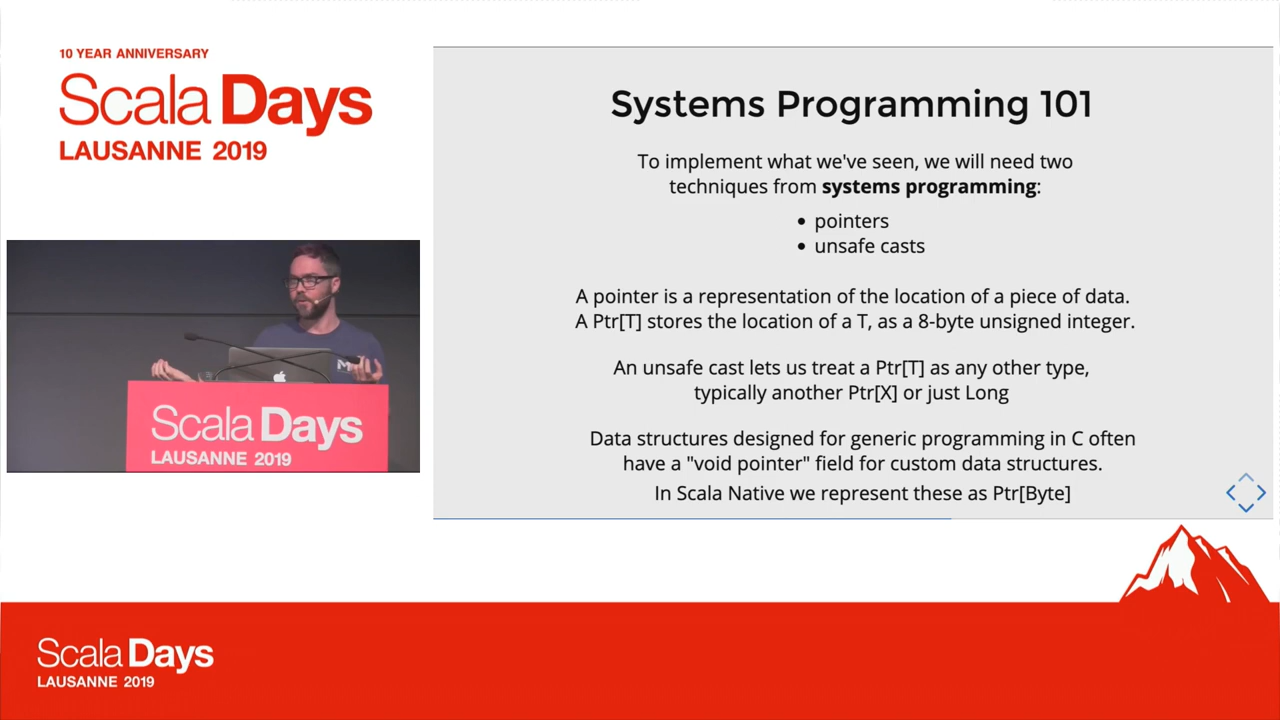 10 YEAR ANNIVERSARY
Scala Days
LAUSANNE 2019
Systems Programming 101
To implement what we've seen, we will need two
techniques from systems programming:
• pointers
• unsafe casts
A pointer is a representation of the location of a piece of data.
A Ptr[T] stores the location of a T, as a 8-byte unsigned integer.
An unsafe cast lets us treat a Ptr[T] as any other type,
typically another Ptr[X] or just Long
Data structures designed for generic programming in C often
have a "void pointer" field for custom data structures.
In Scala Native we represent these as Ptr[Byte]
M
Scala Days
LAUSANNE 2019
Scala Days
LAUSANNE 2019